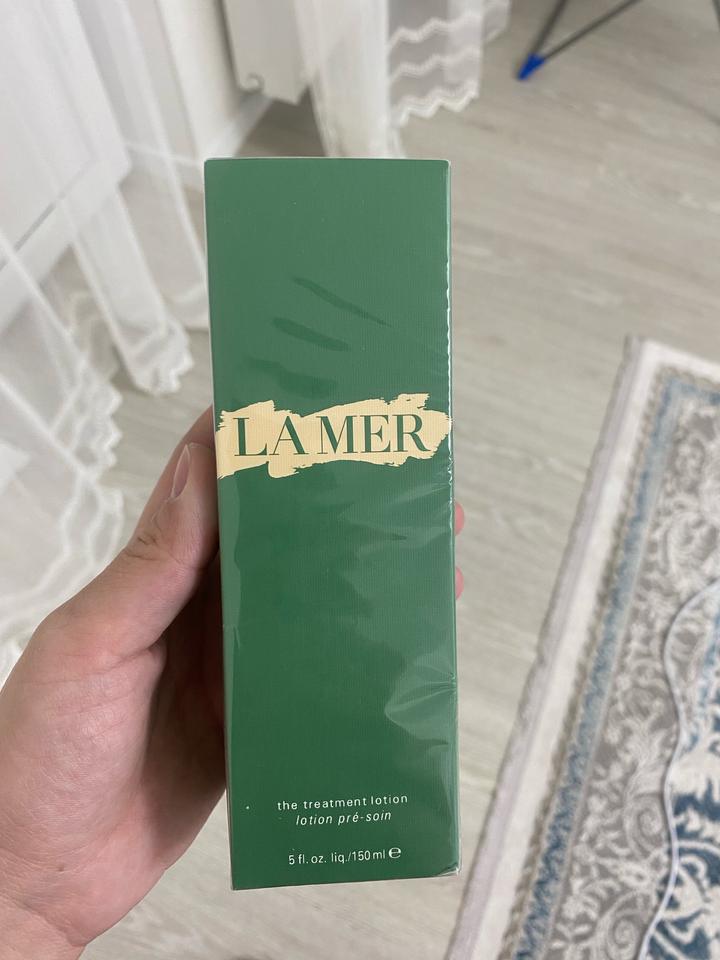 LA MER
the treatment lotion
lotion pré-soin
5 fl. oz. liq./150 ml ℮